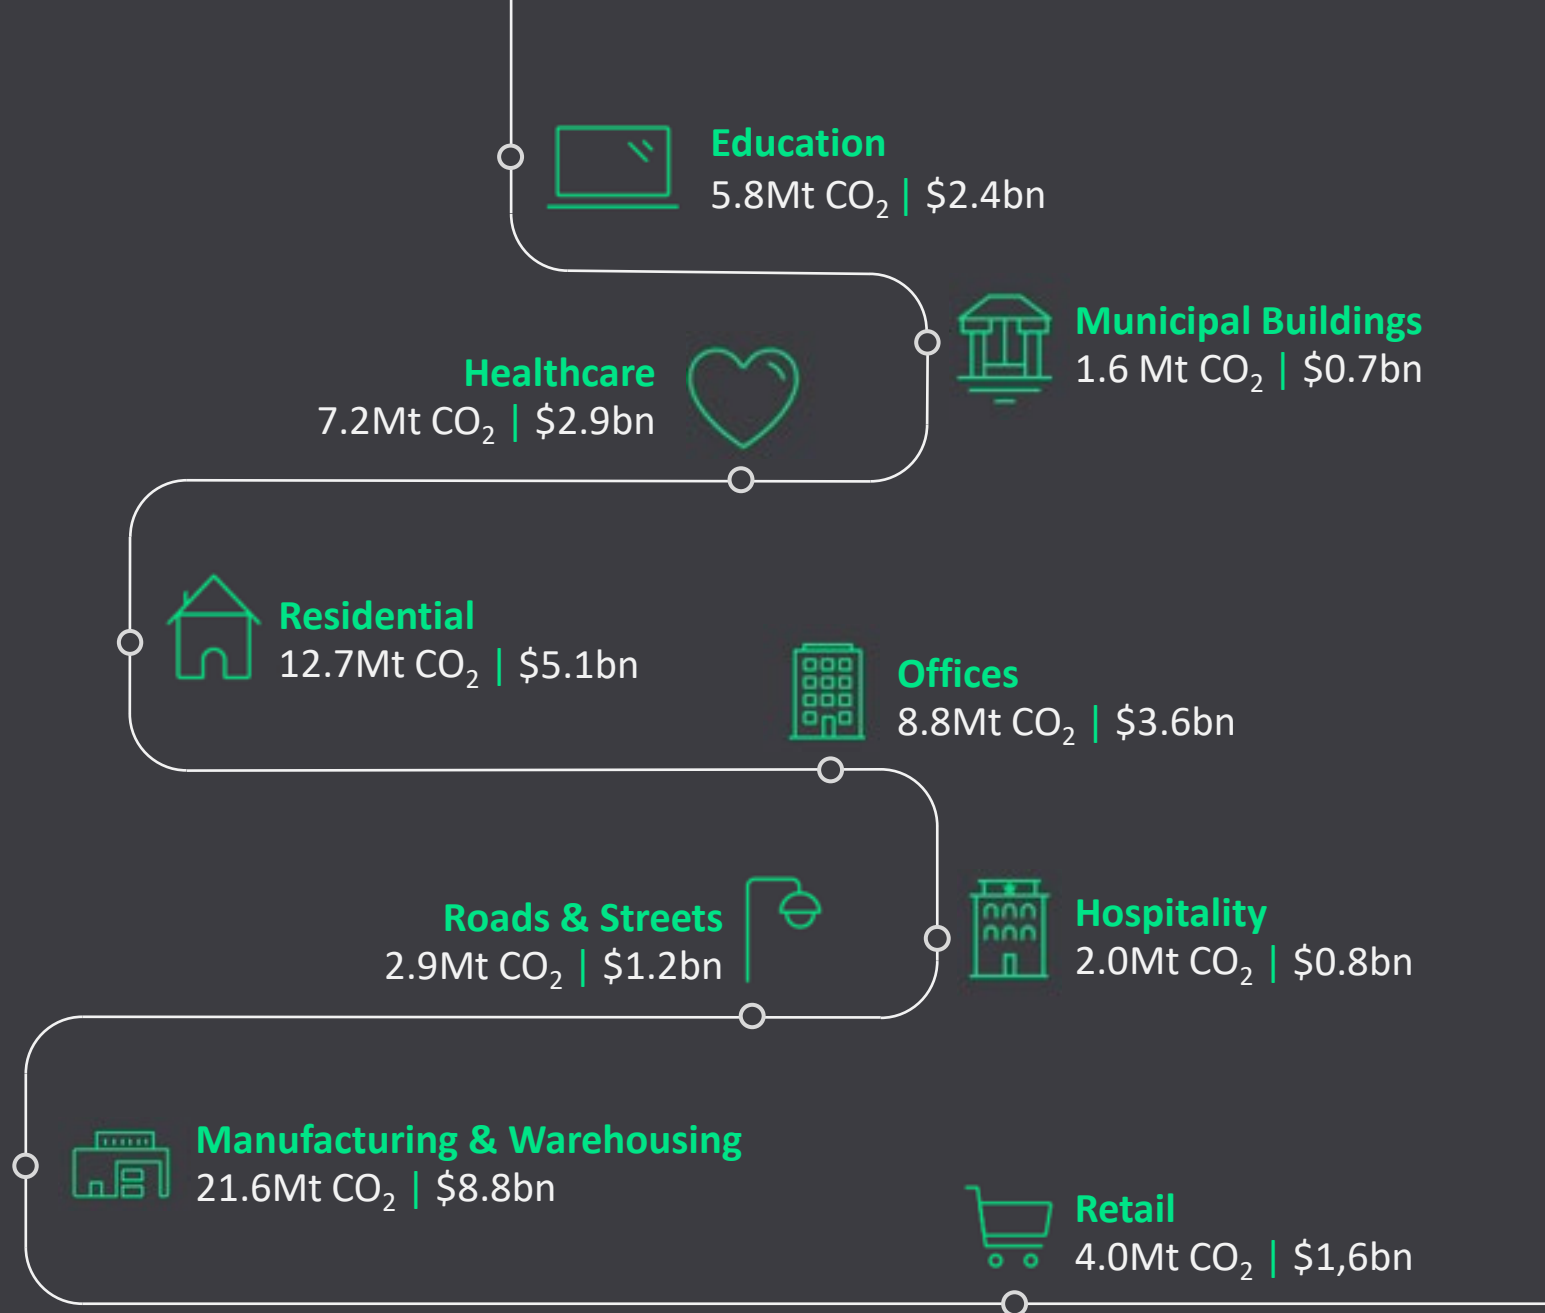 Education
5.8Mt CO₂ | $2.4bn
Municipal Buildings
1.6 Mt CO₂ | $0.7bn
Healthcare
7.2Mt CO₂ | $2.9bn
Residential
12.7Mt CO₂ | $5.1bn
Offices
8.8Mt CO₂ | $3.6bn
Hospitality
2.0Mt CO₂ | $0.8bn
Roads & Streets
2.9Mt CO₂ | $1.2bn
Manufacturing & Warehousing
21.6Mt CO₂ | $8.8bn
Retail
4.0Mt CO₂ | $1,6bn